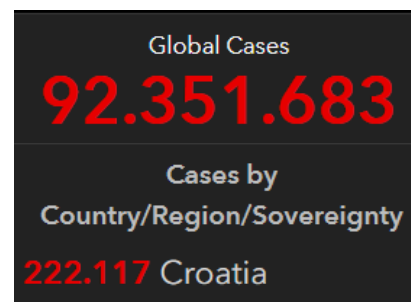 Global Cases
92.351.683
Cases by
Country/Region/Sovereignty
222.117 Croatia